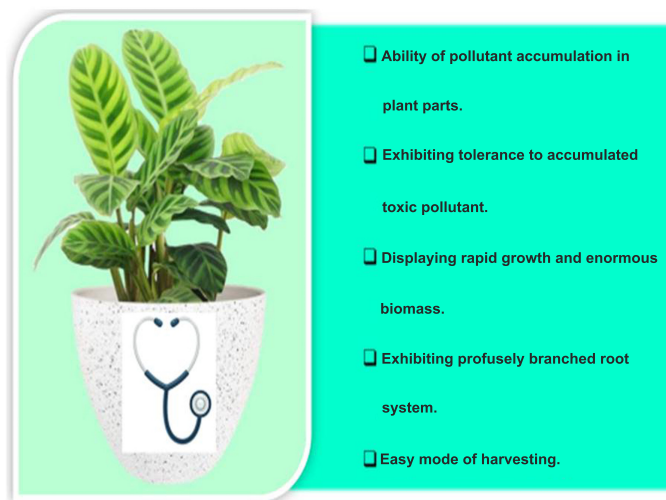 ❑ Ability of pollutant accumulation in
plant parts.
❑ Exhibiting tolerance to accumulated
toxic pollutant.
❑ Displaying rapid growth and enormous
biomass.
❑ Exhibiting profusely branched root
system.
❑ Easy mode of harvesting.